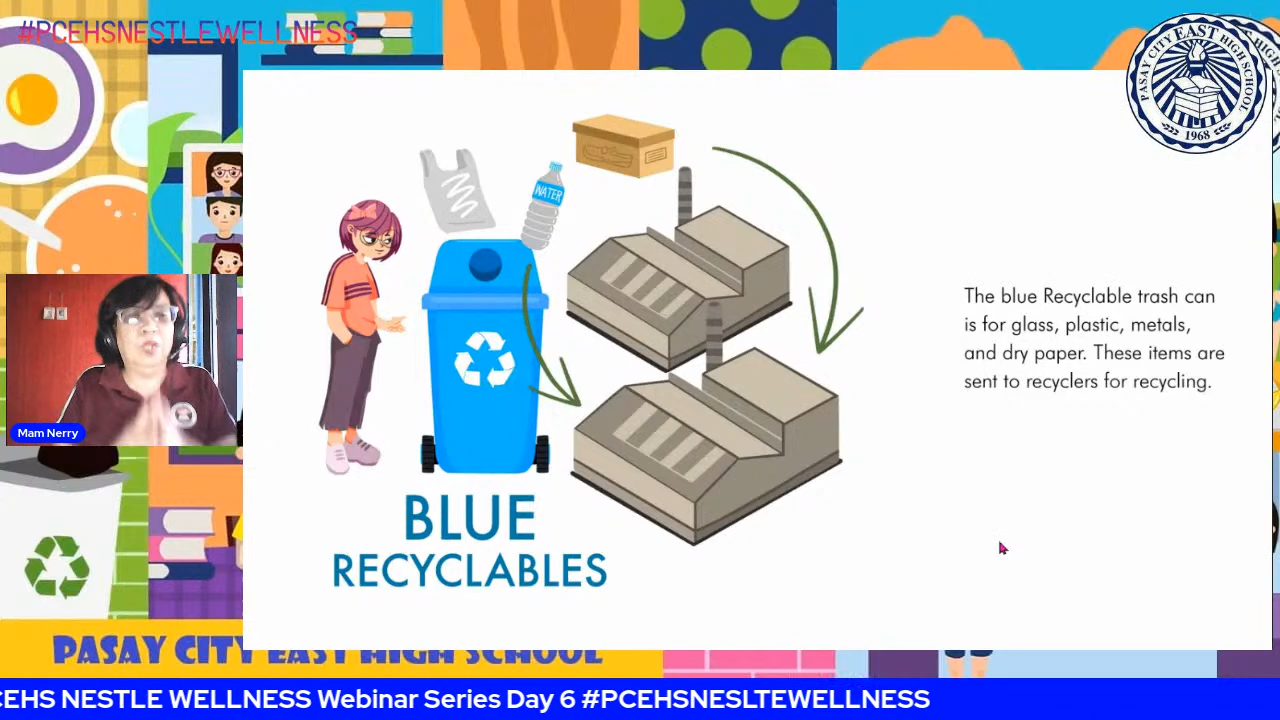 #PCEHSNESTLEWELLNESS
PASAY CITY EAST HIGH SCHOOL
1968
WATER
The blue Recyclable trash can
is for glass, plastic, metals,
and dry paper. These items are
sent to recyclers for recycling.
Mam Nerry
BLUE
RECYCLABLES
PASAY CITY EAST HIGH SCHOOL
CEHS NESTLE WELLNESS Webinar Series Day 6 #PCEHSNESLTEWELLNESS